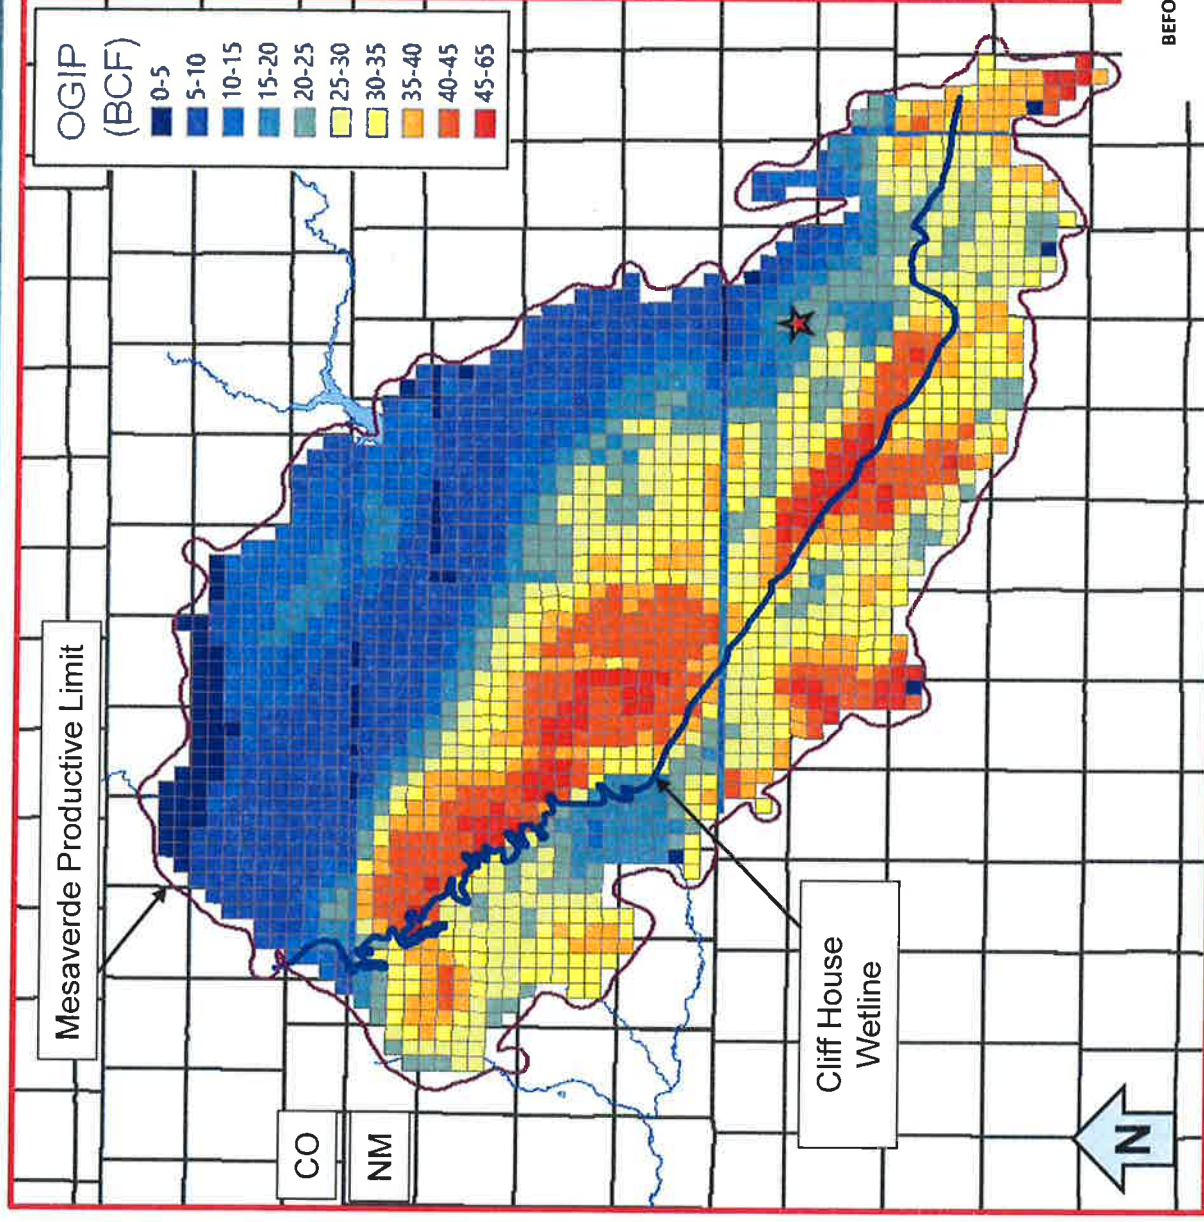 Mesaverde Productive Limit
OGIP
(BCF)
0-5
5-10
10-15
15-20
20-25
25-30
30-35
35-40
40-45
45-65
CO
NM
Cliff House
Wetline
N
BEFO